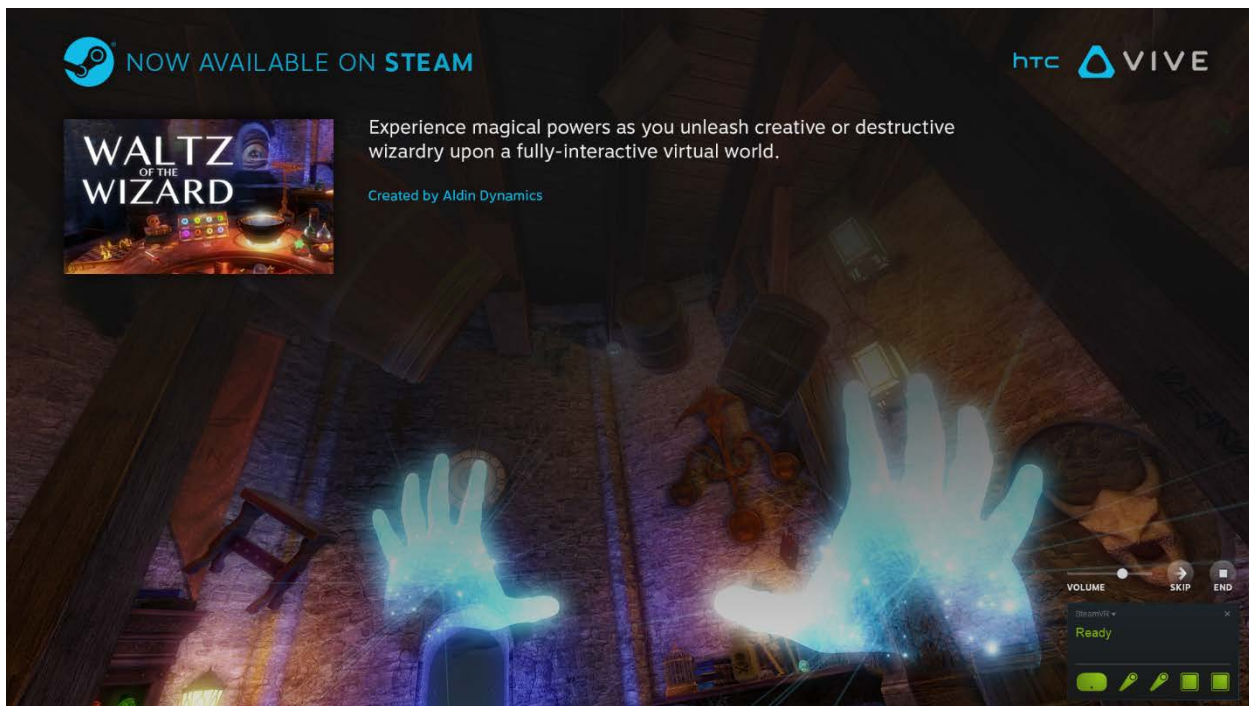 NOW AVAILABLE ON STEAM
hTC VIVE
WALTZ
OF THE
WIZARD
Experience magical powers as you unleash creative or destructive
wizardry upon a fully-interactive virtual world.
Created by Aldin Dynamics
VOLUME
SKIP
END
SteamVR
Ready